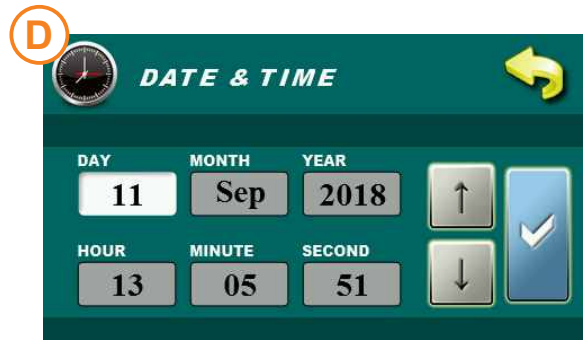 D
DATE & TIME
DAY MONTH YEAR
11 Sep 2018
HOUR MINUTE SECOND
13 05 51